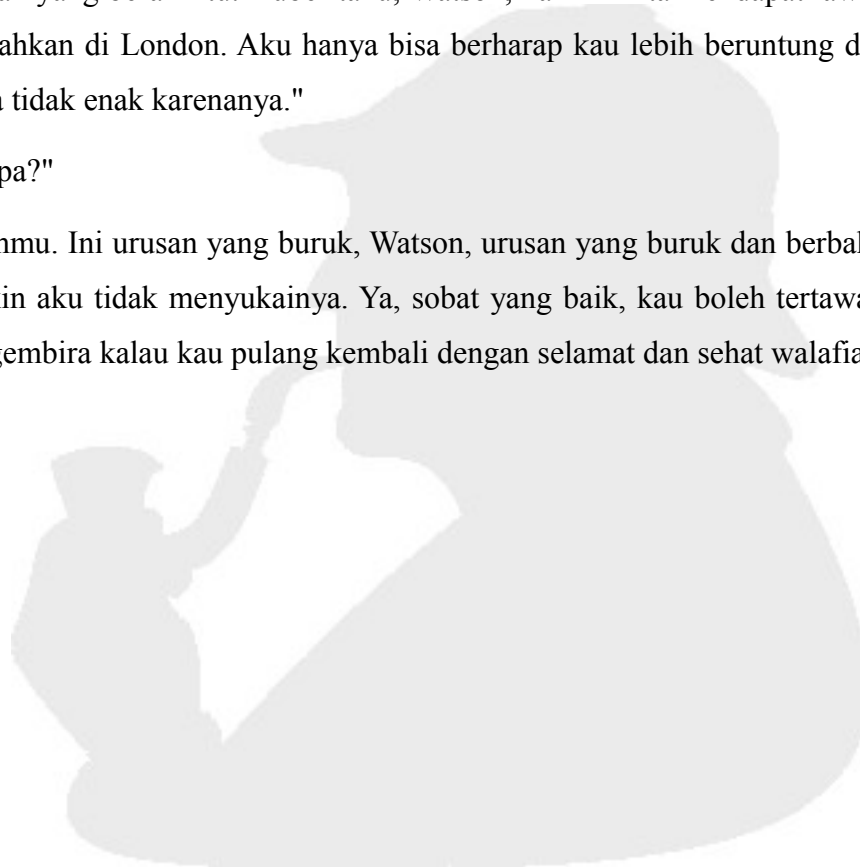 Watson,
ahkan di London. Aku hanya bisa berharap kau lebih beruntung d
tidak enak karenanya."
pa?"
nmu. Ini urusan yang buruk, Watson, urusan yang buruk dan berbal
in aku tidak menyukainya. Ya, sobat yang baik, kau boleh tertawa
gembira kalau kau pulang kembali dengan selamat dan sehat walafia